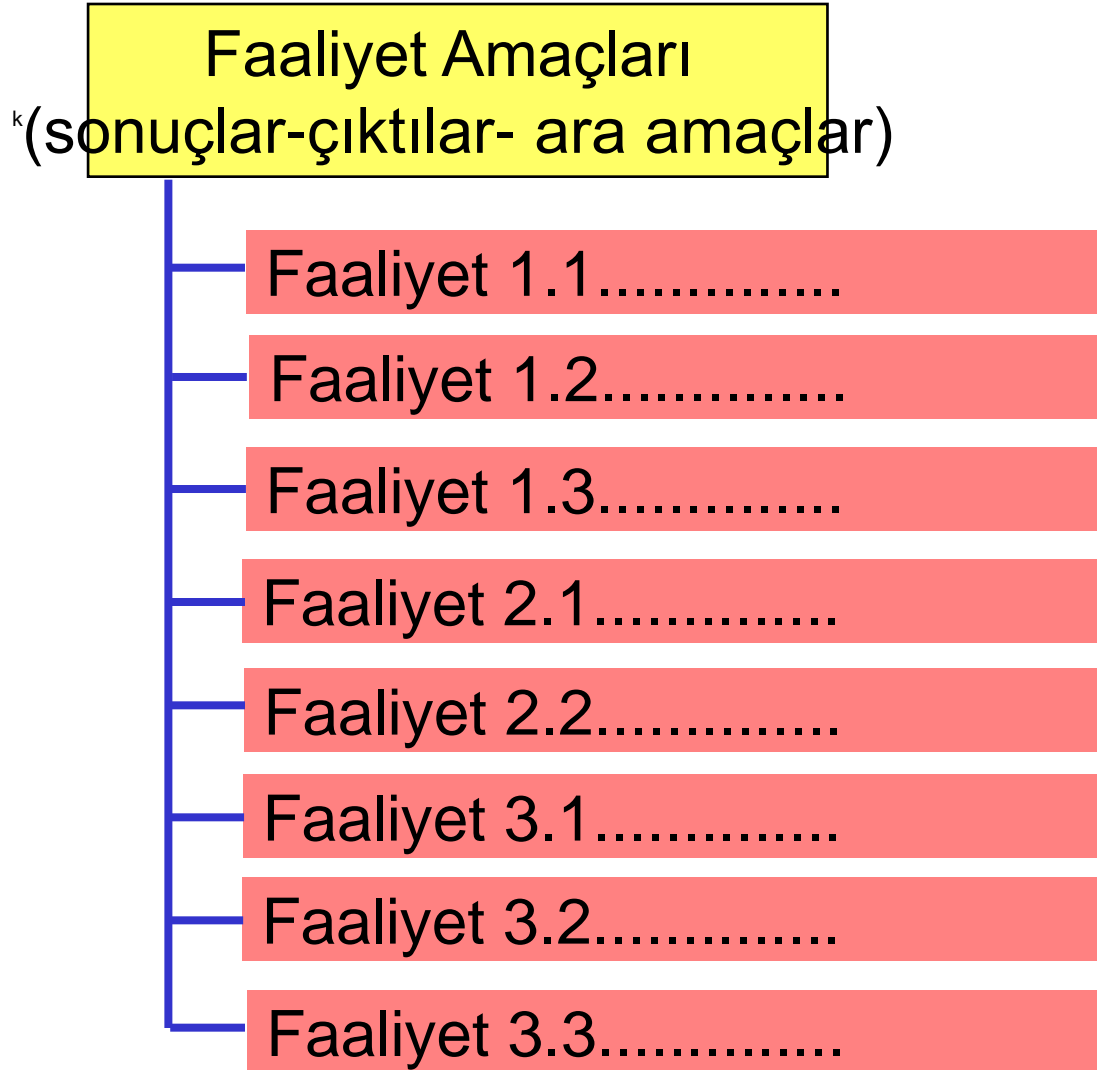 Faaliyet Amaçları
k(sonuçlar-çıktılar- ara amaçlar)
Faaliyet 1.1..............
Faaliyet 1.2..............
Faaliyet 1.3..............
Faaliyet 2.1..............
Faaliyet 2.2..............
Faaliyet 3.1..............
Faaliyet 3.2..............
Faaliyet 3.3..............